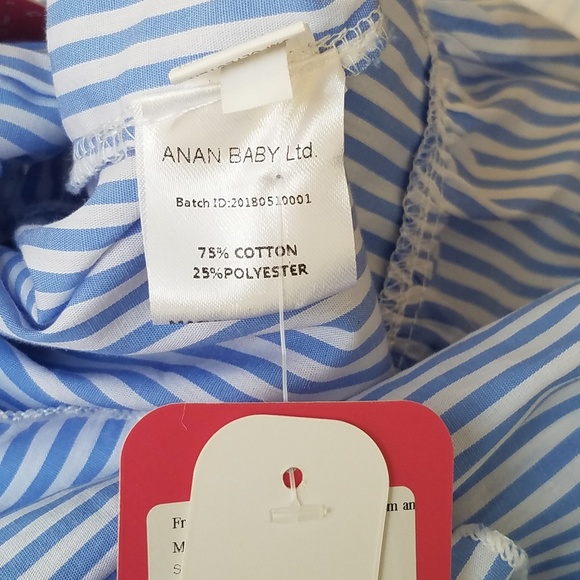 ANAN BABY Ltd.
Batch ID:20180510001
75% COTTON
25%POLYESTER